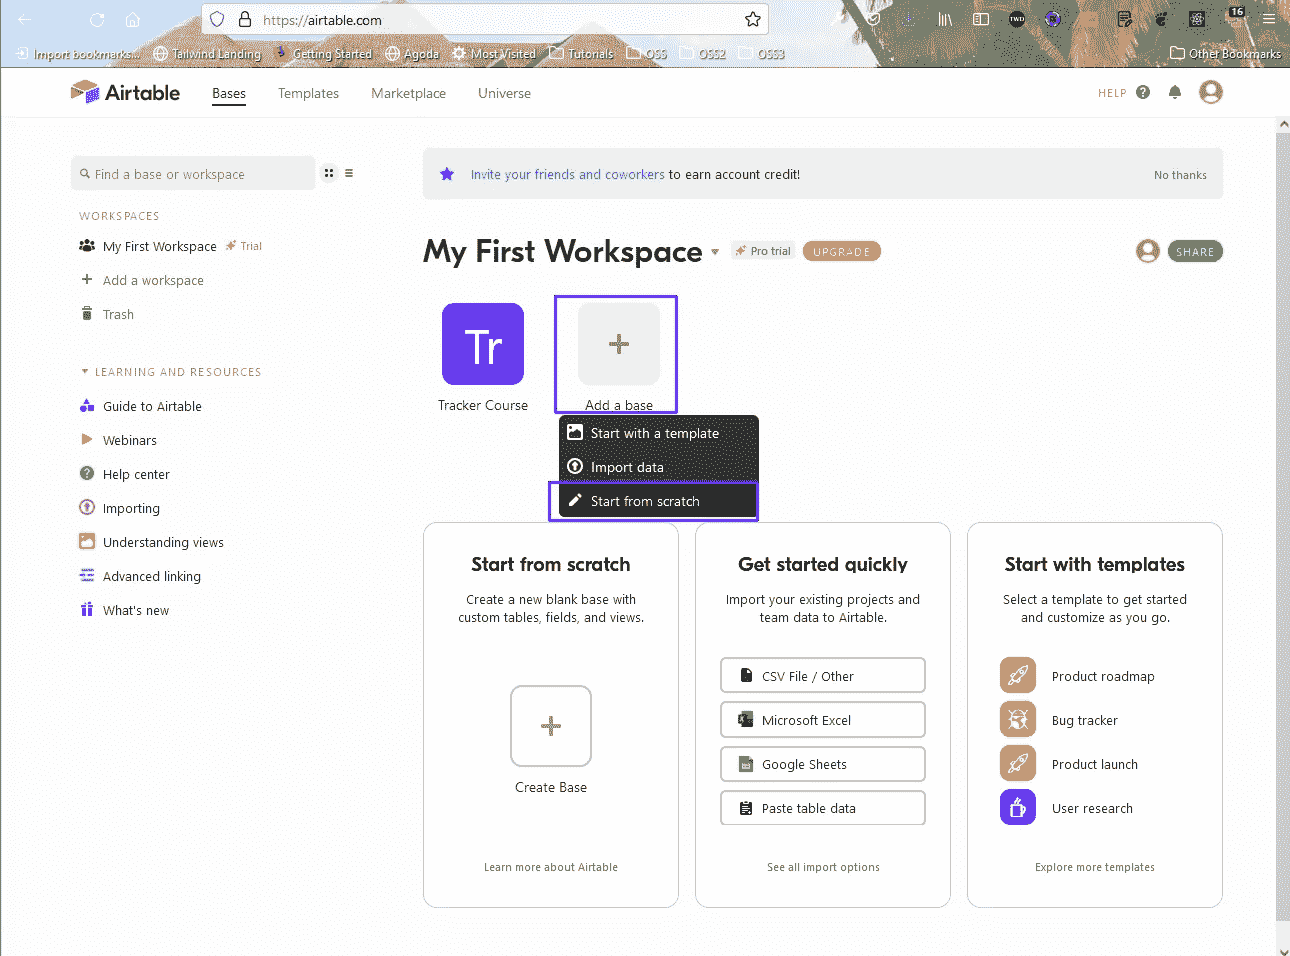 https://airtable.com
16
Import bookmarks...
Tailwind Landing
Getting Started
Agoda
Most Visited
Tutorials
OSS
OSS2
OSS3
Other Bookmarks
Airtable
Bases
Templates
Marketplace
Universe
HELP
Find a base or workspace
Invite your friends and coworkers to earn account credit!
No thanks
WORKSPACES
My First Workspace
Trial
Add a workspace
Trash
LEARNING AND RESOURCES
Guide to Airtable
Webinars
Help center
Importing
Understanding views
Advanced linking
What's new
My First Workspace
Pro trial
UPGRADE
SHARE
Tr
Tracker Course
Add a base
Start with a template
Import data
Start from scratch
Start from scratch
Create a new blank base with
custom tables, fields, and views.
Create Base
Learn more about Airtable
Get started quickly
Import your existing projects and
team data to Airtable.
CSV File / Other
Microsoft Excel
Google Sheets
Paste table data
See all import options
Start with templates
Select a template to get started
and customize as you go.
Product roadmap
Bug tracker
Product launch
User research
Explore more templates